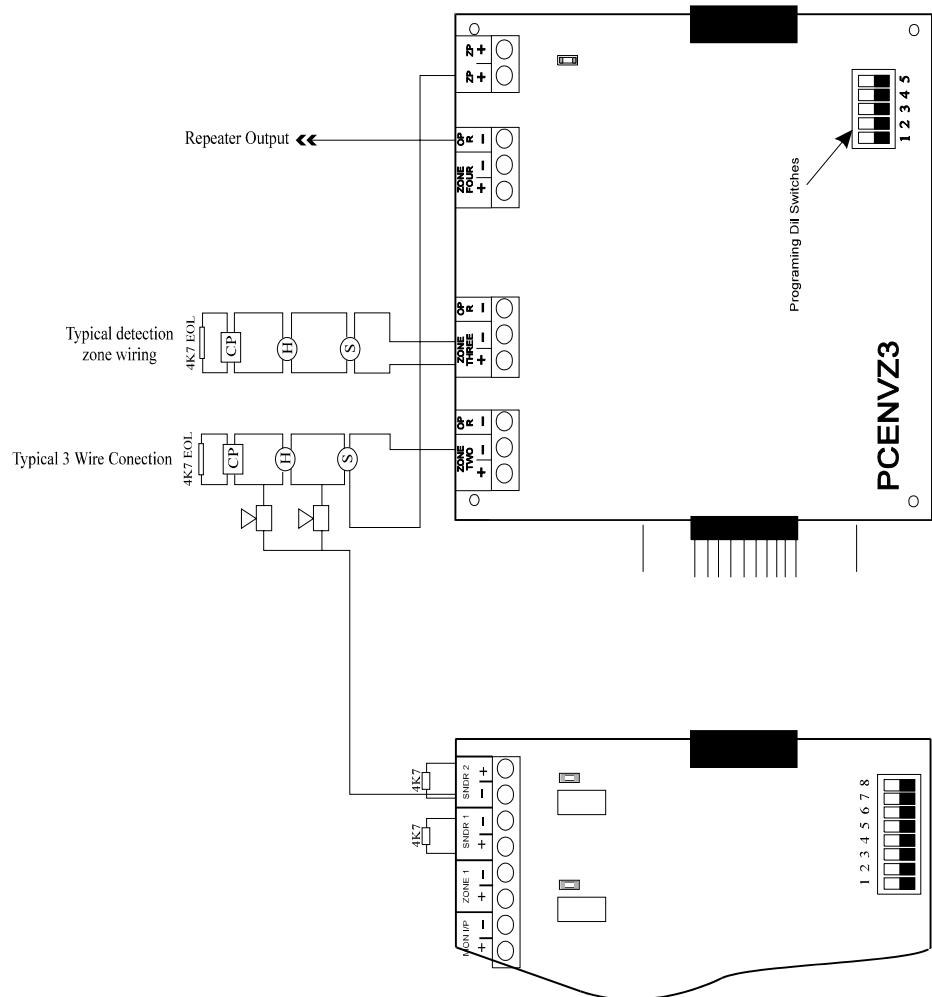 ZP +
ZP +
Repeater Output
OP R −
ZONE FOUR − +
Programing Dil Switches
1 2 3 4 5
Typical detection
zone wiring
4K7 EOL
CP
H
S
OP R −
ZONE THREE − +
Typical 3 Wire Conection
4K7 EOL
CP
H
S
OP R −
ZONE TWO − +
PCENVZ3
4K7
SNDR 2 − +
4K7
SNDR 1 + −
ZONE 1 + −
MON I/P + −
1 2 3 4 5 6 7 8